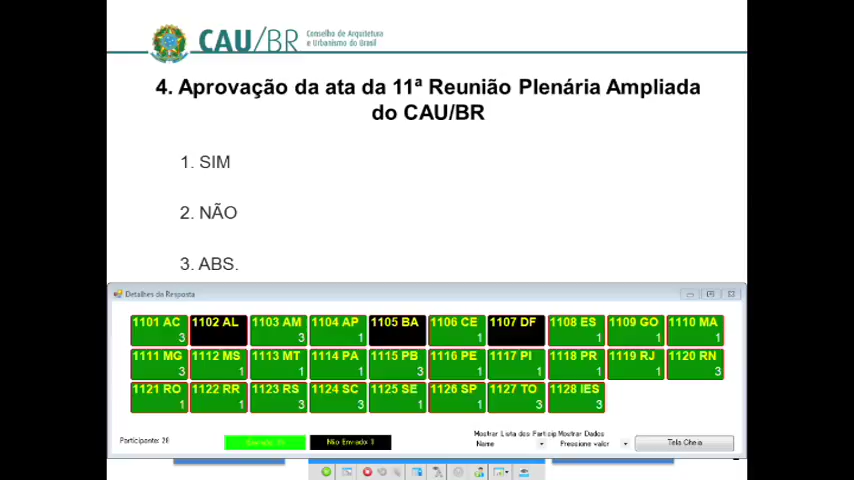 CAU/BR
Conselho de Arquitetura
e Urbanismo do Brasil
4. Aprovação da ata da 11ª Reunião Plenária Ampliada
do CAU/BR
1. SIM
2. NÃO
3. ABS.
Detalhes da Resposta
1101 AC 1102 AL 1103 AM 1104 AP 1105 BA 1106 CE 1107 DF 1108 ES 1109 GO 1110 MA
3 3 1 1 1 1 1
1111 MG 1112 MS 1113 MT 1114 PA 1115 PB 1116 PE 1117 PI 1118 PR 1119 RJ 1120 RN
3 1 1 1 3 1 1 1 1 3
1121 RO 1122 RR 1123 RS 1124 SC 1125 SE 1126 SP 1127 TO 1128 IES
1 1 3 3 1 1 3 3
Participante: 28
Não Enviado:
Mostrar Lista dos Particip Mostrar Dados
Name
Pressione valor
Tela Cheia